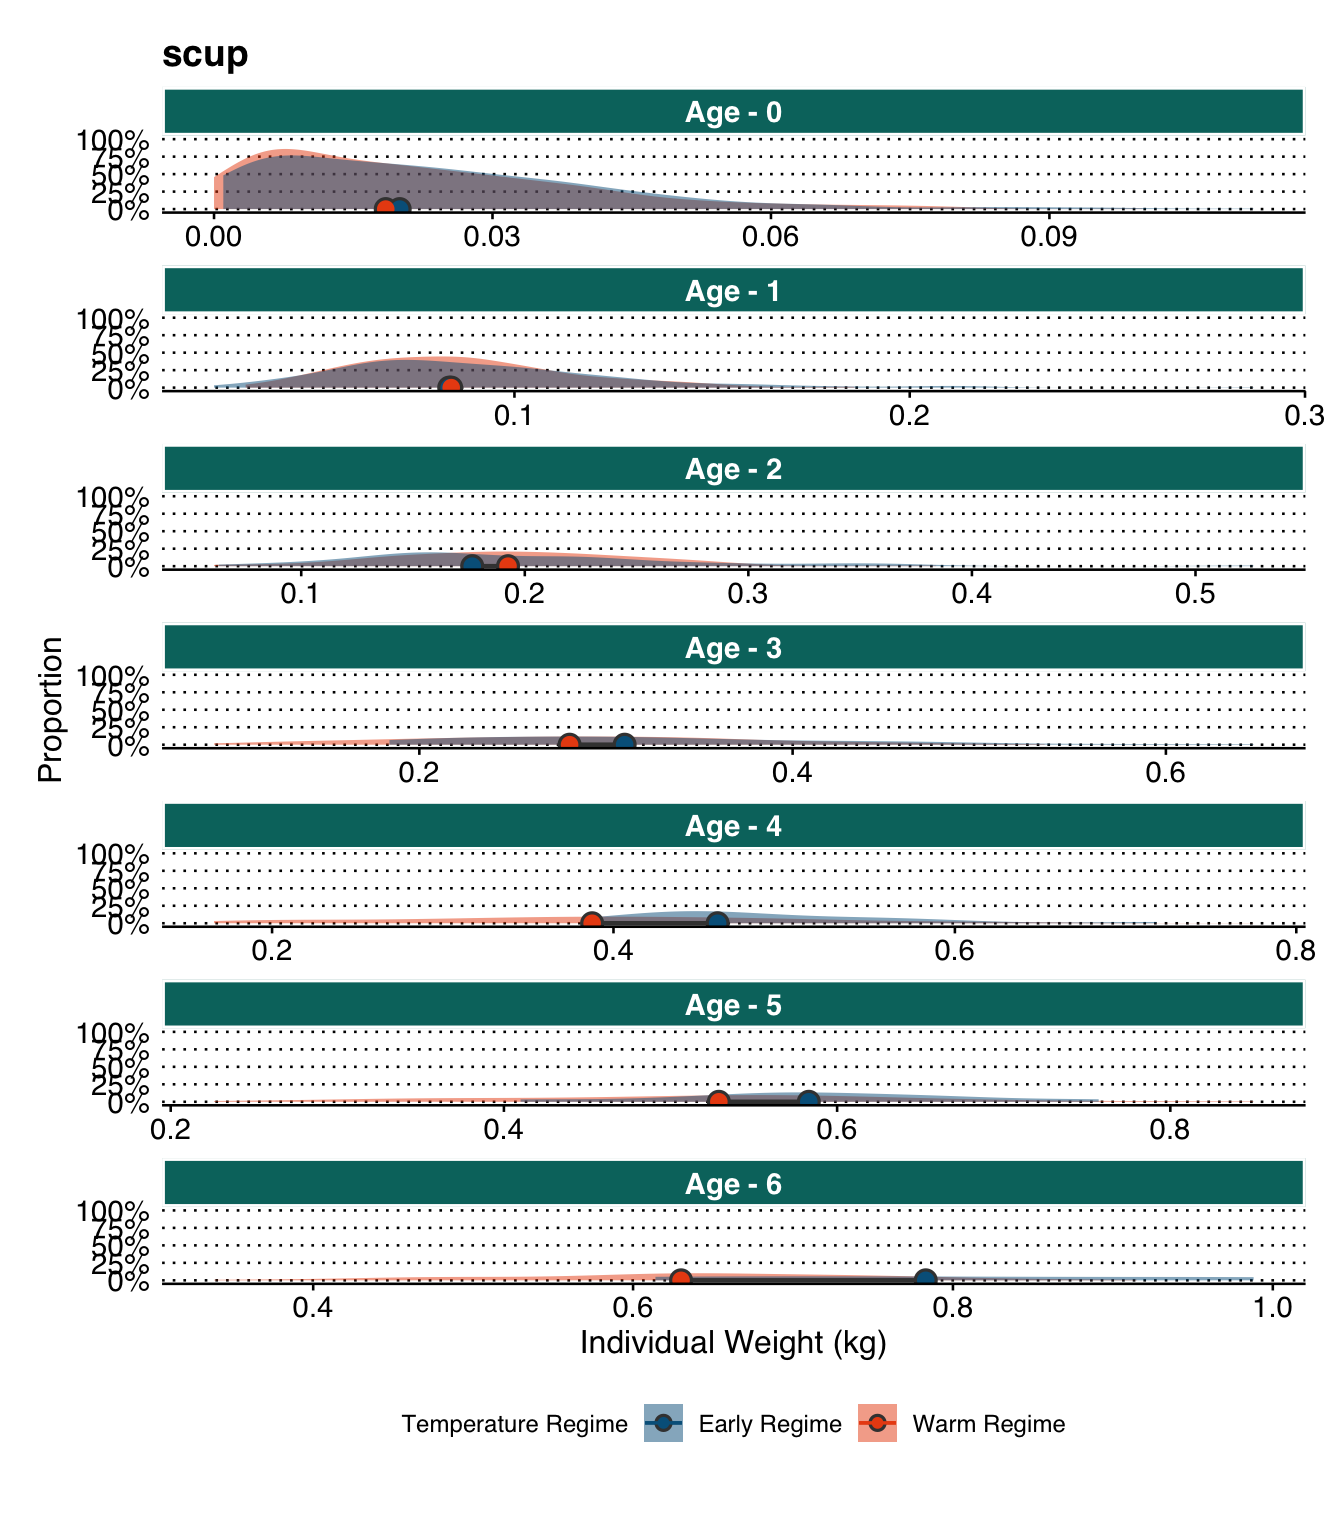 scup
Age - 0
100%
75%
50%
25%
0%
0.00 0.03 0.06 0.09
Age - 1
100%
75%
50%
25%
0%
0.1 0.2 0.3
Age - 2
100%
75%
50%
25%
0%
0.1 0.2 0.3 0.4 0.5
Age - 3
100%
75%
50%
25%
0%
0.2 0.4 0.6
Proportion
Age - 4
100%
75%
50%
25%
0%
0.2 0.4 0.6 0.8
Age - 5
100%
75%
50%
25%
0%
0.2 0.4 0.6 0.8
Age - 6
100%
75%
50%
25%
0%
0.4 0.6 0.8 1.0
Individual Weight (kg)
Temperature Regime Early Regime Warm Regime